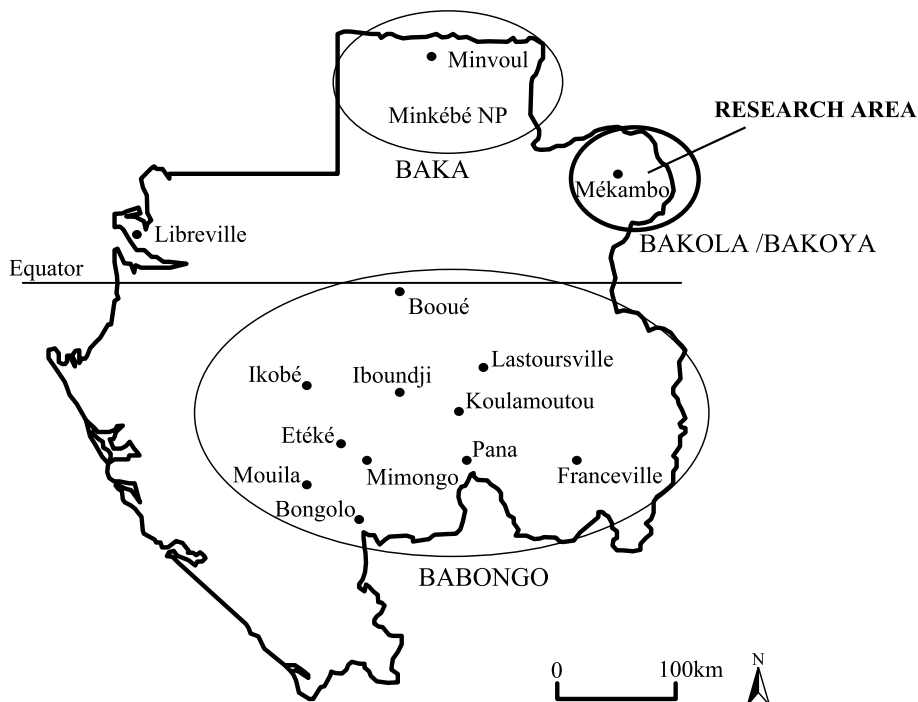 Minvoul
Minkébé NP
RESEARCH AREA
BAKA
Mékambo
Libreville
BAKOLA /BAKOYA
Equator
Booué
Lastoursville
Ikobé
Iboundji
Koulamoutou
Etéké
Pana
Mimongo
Franceville
Mouila
Bongolo
BABONGO
0
100km
N